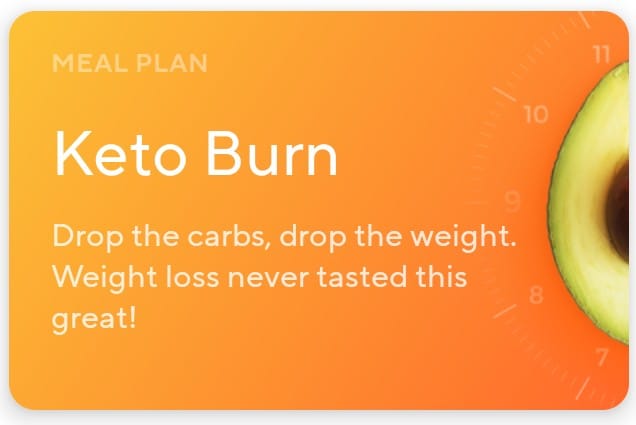 MEAL PLAN
Keto Burn
Drop the carbs, drop the weight.
Weight loss never tasted this
great!
11
10
9
8
7